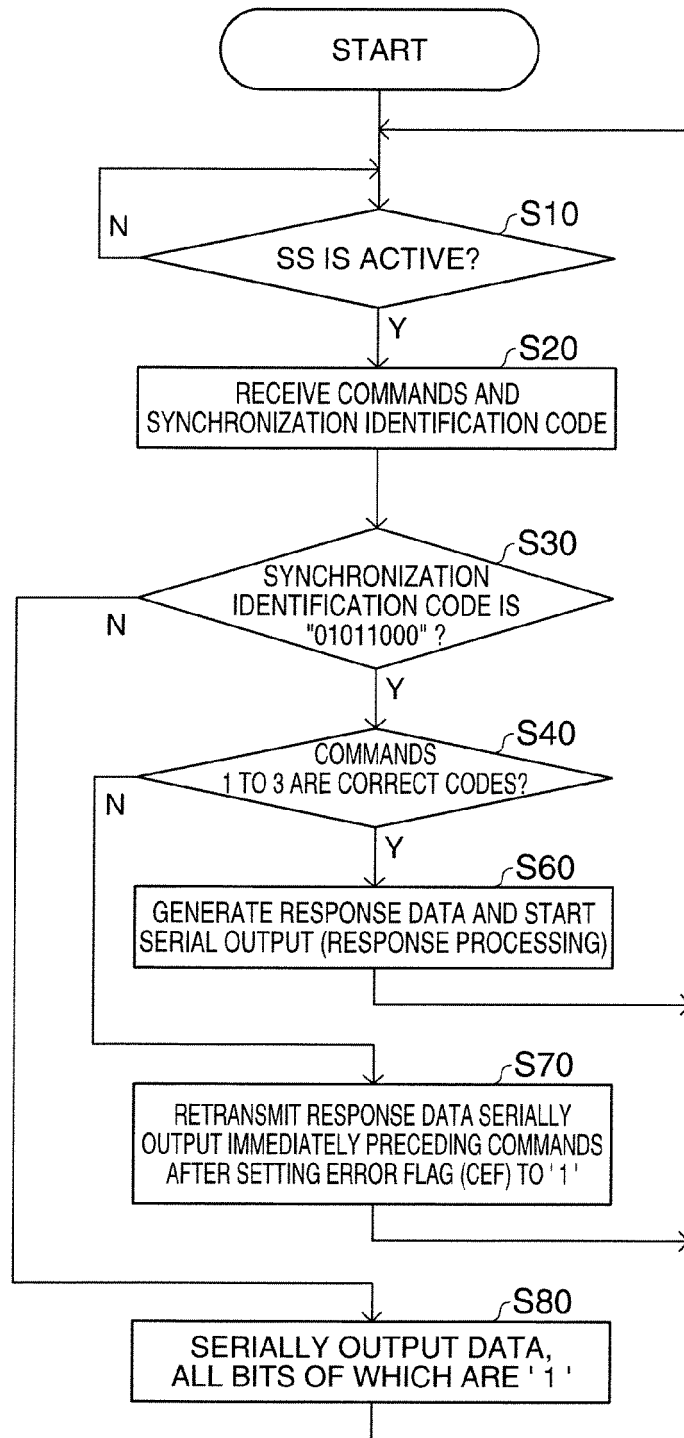 START
S10
N
SS IS ACTIVE?
Y
S20
RECEIVE COMMANDS AND
SYNCHRONIZATION IDENTIFICATION CODE
S30
SYNCHRONIZATION
IDENTIFICATION CODE IS
"01011000" ?
N
Y
S40
COMMANDS
1 TO 3 ARE CORRECT CODES?
N
Y
S60
GENERATE RESPONSE DATA AND START
SERIAL OUTPUT (RESPONSE PROCESSING)
S70
RETRANSMIT RESPONSE DATA SERIALLY
OUTPUT IMMEDIATELY PRECEDING COMMANDS
AFTER SETTING ERROR FLAG (CEF) TO ' 1 '
S80
SERIALLY OUTPUT DATA,
ALL BITS OF WHICH ARE ' 1 '